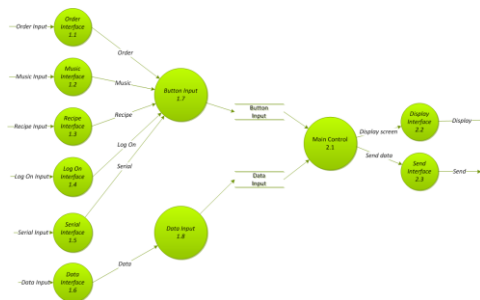 Order Input
Order
Interface
1.1
Order
Music Input
Music
Interface
1.2
Music
Recipe Input
Recipe
Interface
1.3
Recipe
Log On Input
Log On
Interface
1.4
Log On
Serial Input
Serial
Interface
1.5
Serial
Data Input
Data
Interface
1.6
Data
Button Input
1.7
Data Input
1.8
Button
Input
Data
Input
Main Control
2.1
Display screen
Send data
Display
Interface
2.2
Display
Send
Interface
2.3
Send